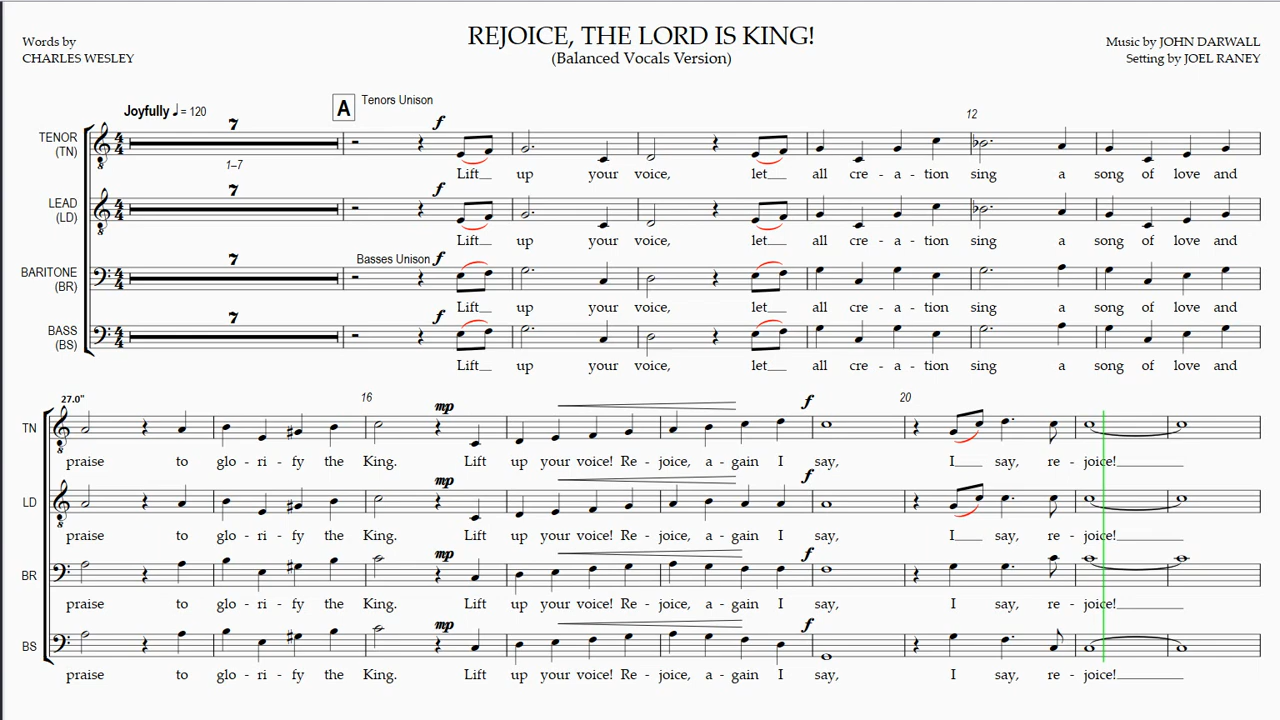 REJOICE, THE LORD IS KING!
(Balanced Vocals Version)
Words by
CHARLES WESLEY
Music by JOHN DARWALL
Setting by JOEL RANEY
Joyfully ♩ = 120
7
A
Tenors Unison
f
12
TENOR
(TN)
1–7
Lift__ up your voice, let__ all cre - a - tion sing a song of love and
7
f
LEAD
(LD)
Lift__ up your voice, let__ all cre - a - tion sing a song of love and
7
Basses Unison f
BARITONE
(BR)
Lift__ up your voice, let__ all cre - a - tion sing a song of love and
7
f
BASS
(BS)
Lift__ up your voice, let__ all cre - a - tion sing a song of love and
27.0"
16
mp
f
20
TN
praise to glo - ri - fy the King. Lift up your voice! Re - joice, a - gain I say, I__ say, re - joice!__
mp
f
LD
praise to glo - ri - fy the King. Lift up your voice! Re - joice, a - gain I say, I__ say, re - joice!__
mp
f
BR
praise to glo - ri - fy the King. Lift up your voice! Re - joice, a - gain I say, I say, re - joice!__
mp
f
BS
praise to glo - ri - fy the King. Lift up your voice! Re - joice, a - gain I say, I say, re - joice!__